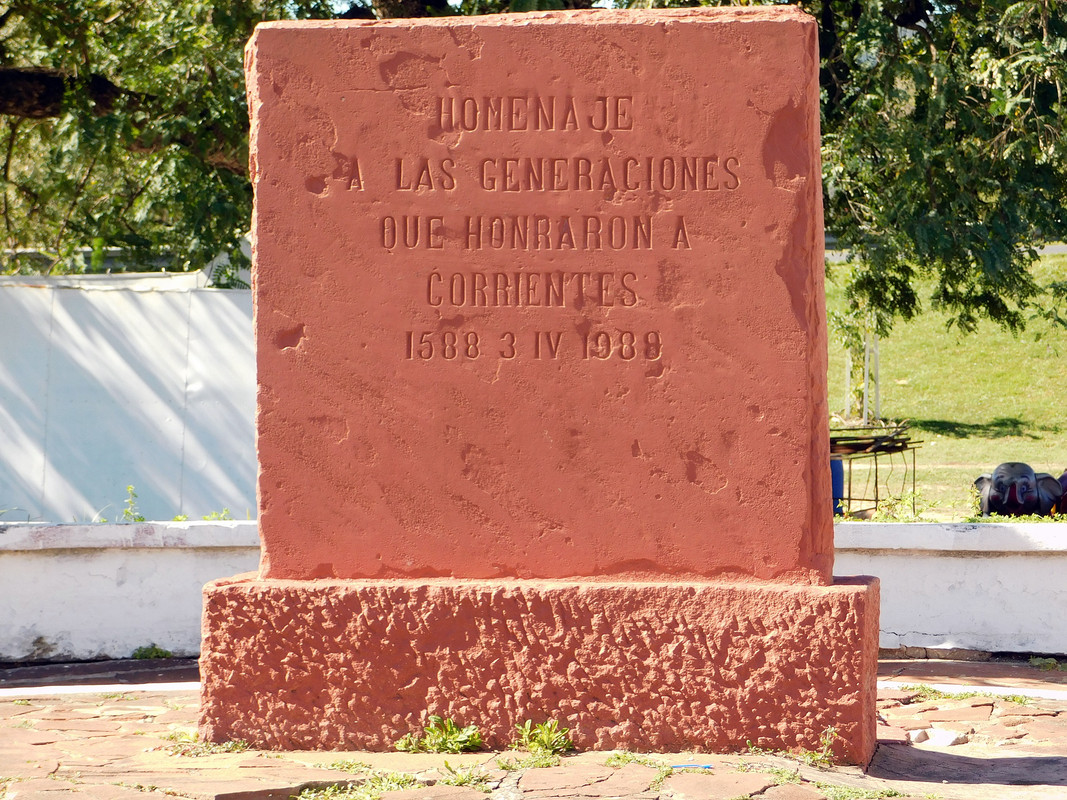 HOMENAJE
A LAS GENERACIONES
QUE HONRARON A
CORRIENTES
1588 3 IV 1988